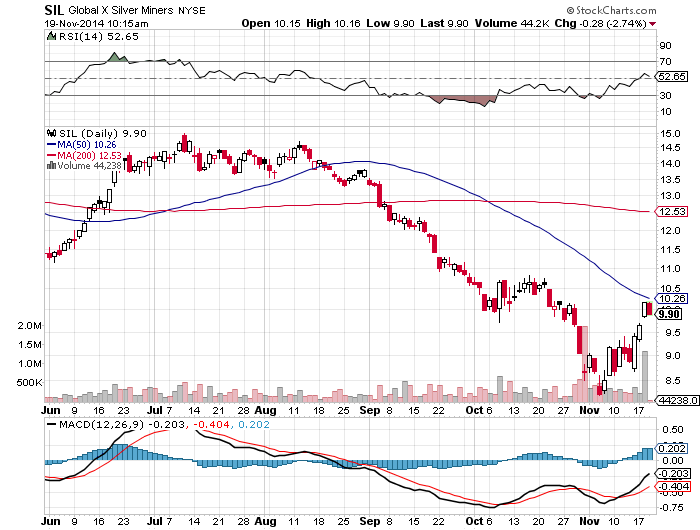 SIL Global X Silver Miners NYSE © StockCharts.com
19-Nov-2014 10:15am Open 10.15 High 10.16 Low 9.90 Last 9.90 Volume 44.2K Chg -0.28 (-2.74%)
RSI(14) 52.65
90
70
52.65
30
10
SIL (Daily) 9.90
MA(50) 10.26
MA(200) 12.53
Volume 44,238
14.5
14.0
13.5
13.0
12.53
12.0
11.5
11.0
10.5
10.26
9.90
9.5
9.0
8.5
44238.0
2.0M
1.5M
1.0M
500K
Jun 9 16 23 Jul 7 14 21 28 Aug 11 18 25 Sep 8 15 22 Oct 6 13 20 27 Nov 10 17
MACD(12,26,9) -0.203, -0.404, 0.202
0.50
0.202
0.00
-0.203
-0.404
-0.75
Jun 9 16 23 Jul 7 14 21 28 Aug 11 18 25 Sep 8 15 22 Oct 6 13 20 27 Nov 10 17